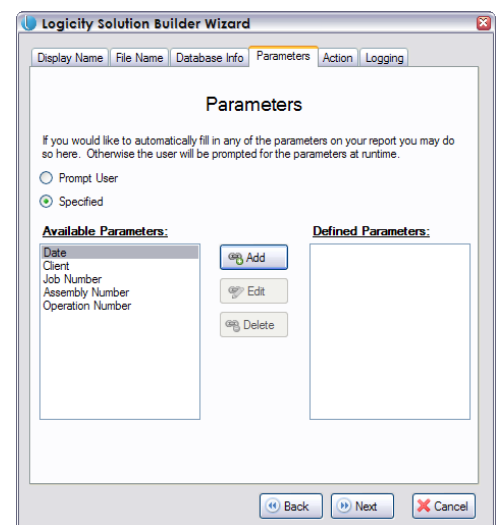 Logicity Solution Builder Wizard
Display Name File Name Database Info Parameters Action Logging
Parameters
If you would like to automatically fill in any of the parameters on your report you may do
so here. Otherwise the user will be prompted for the parameters at runtime.
Prompt User
Specified
Available Parameters:
Date
Client
Job Number
Assembly Number
Operation Number
Add
Edit
Delete
Defined Parameters:
Back Next Cancel